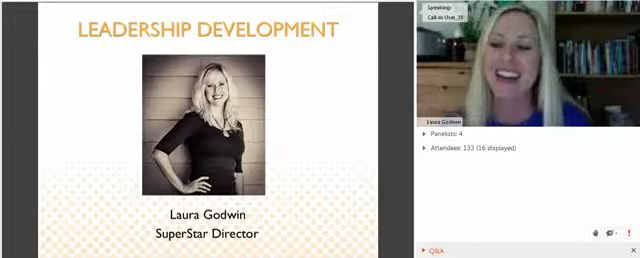 LEADERSHIP DEVELOPMENT
Laura Godwin
SuperStar Director
Speaking:
Call-in User_28
Laura Godwin
Panelists: 4
Attendees: 133 (16 displayed)
Q&A